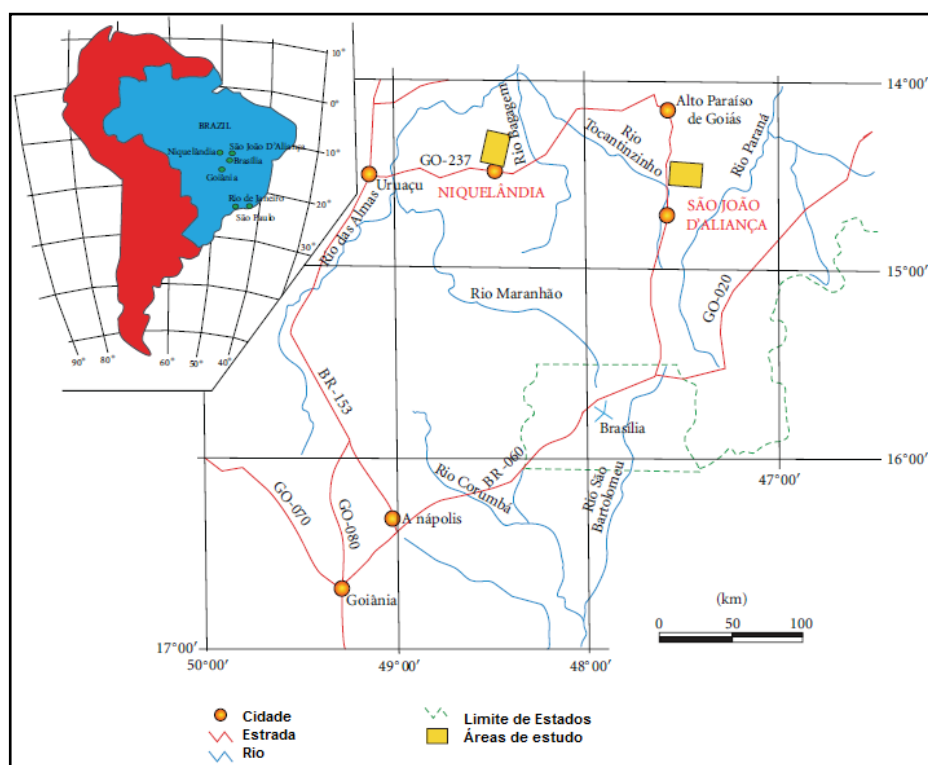 10°
0°
10°
20°
30°
90°
80°
60°
50°
40°
BRAZIL
Niquelândia
São João D'Aliança
Brasília
Goiânia
Rio de Janeiro
São Paulo
14°00′
Alto Paraíso
de Goiás
Rio Bagagem
Rio
Tocantinzinho
Rio Paraná
GO-237
Uruaçu
NIQUELÂNDIA
SÃO JOÃO
D'ALIANÇA
Rio das Almas
15°00′
Rio Maranhão
GO-020
BR-153
Brasília
16°00′
47°00′
Rio Corumbá
BR-060
Rio São
Bartolomeu
GO-070
GO-080
A nápolis
Goiânia
(km)
0 50 100
17°00′
50°00′
49°00′
48°00′
Cidade
Estrada
Rio
Limite de Estados
Áreas de estudo